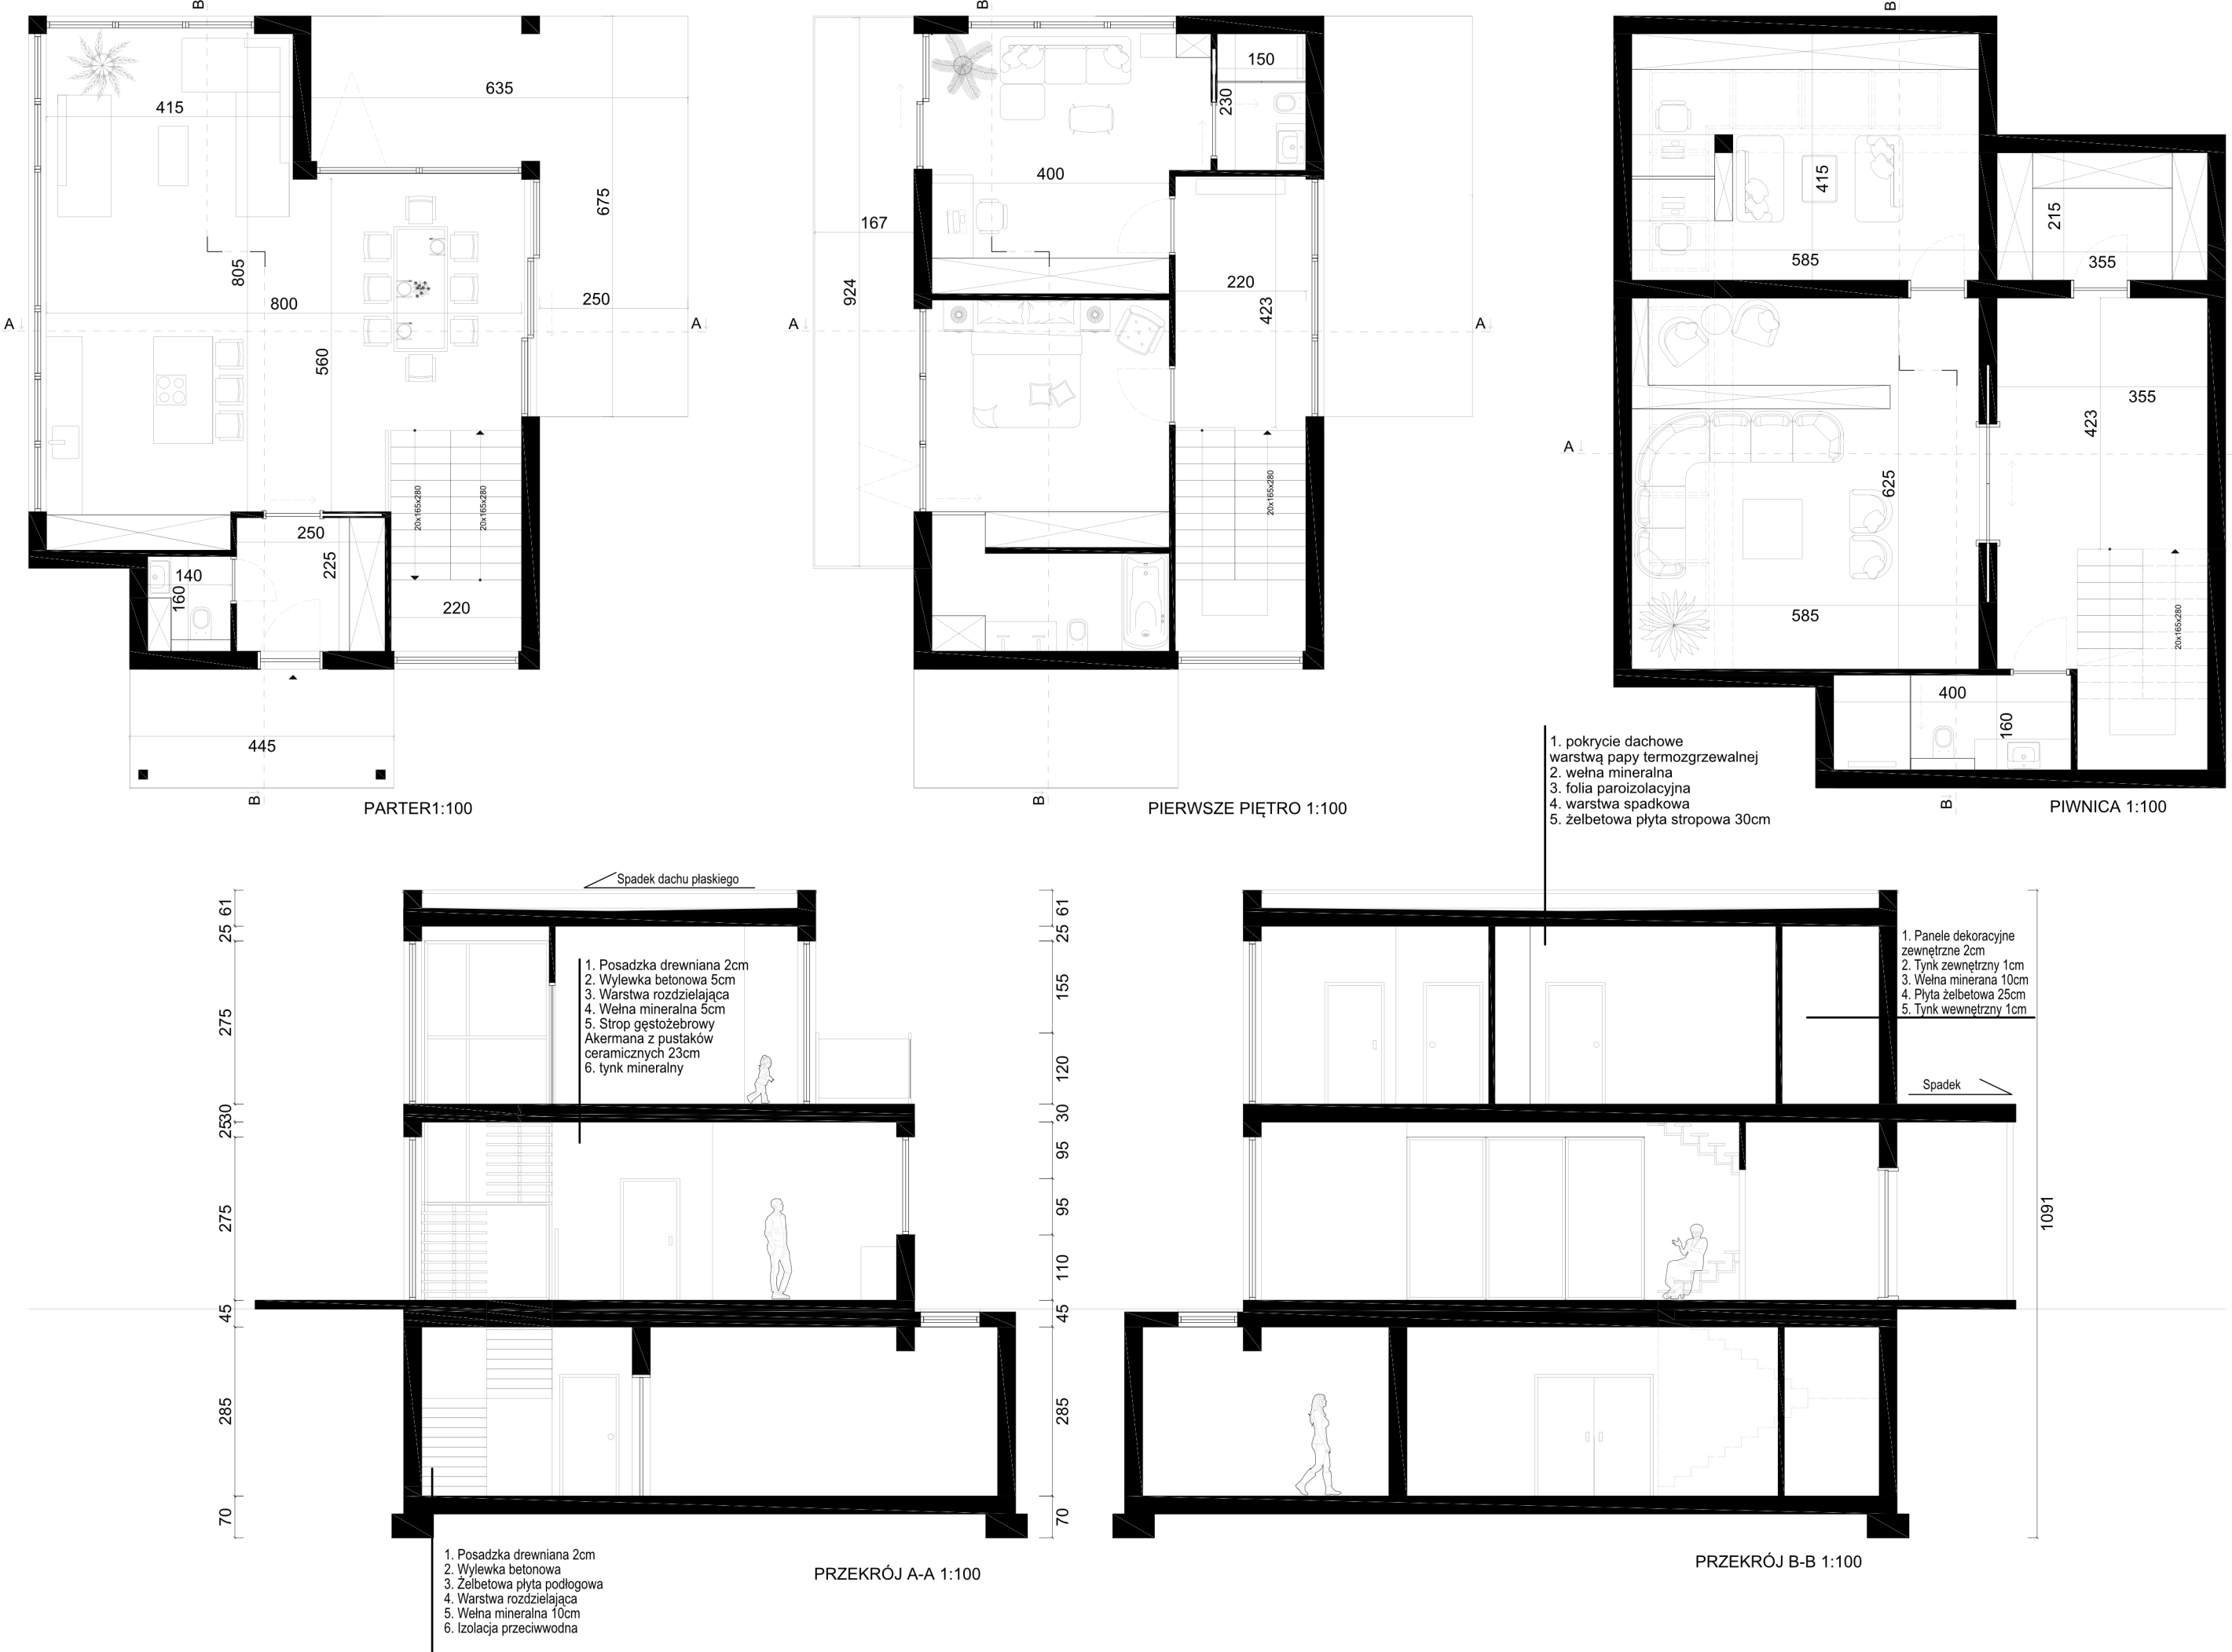 B
B
B
415
635
150
230
400
415
675
215
167
585
355
805
924
220
800
250
423
A
A
A
A
560
355
423
A
625
20x165x280
20x165x280
20x165x280
250
225
140
160
220
585
20x165x280
400
160
445
B
B
B
PARTER1:100
PIERWSZE PIĘTRO 1:100
PIWNICA 1:100
1. pokrycie dachowe
warstwą papy termozgrzewalnej
2. wełna mineralna
3. folia paroizolacyjna
4. warstwa spadkowa
5. żelbetowa płyta stropowa 30cm
Spadek dachu płaskiego
61
25
275
30
25
275
45
285
70
1. Posadzka drewniana 2cm
2. Wylewka betonowa 5cm
3. Warstwa rozdzielająca
4. Wełna mineralna 5cm
5. Strop gęstożebrowy
Akermana z pustaków
ceramicznych 23cm
6. tynk mineralny
61
25
155
120
30
95
95
110
45
285
70
1. Panele dekoracyjne
zewnętrzne 2cm
2. Tynk zewnętrzny 1cm
3. Wełna minerana 10cm
4. Płyta żelbetowa 25cm
5. Tynk wewnętrzny 1cm
Spadek
1091
1. Posadzka drewniana 2cm
2. Wylewka betonowa
3. Żelbetowa płyta podłogowa
4. Warstwa rozdzielająca
5. Wełna mineralna 10cm
6. Izolacja przeciwwodna
PRZEKRÓJ A-A 1:100
PRZEKRÓJ B-B 1:100